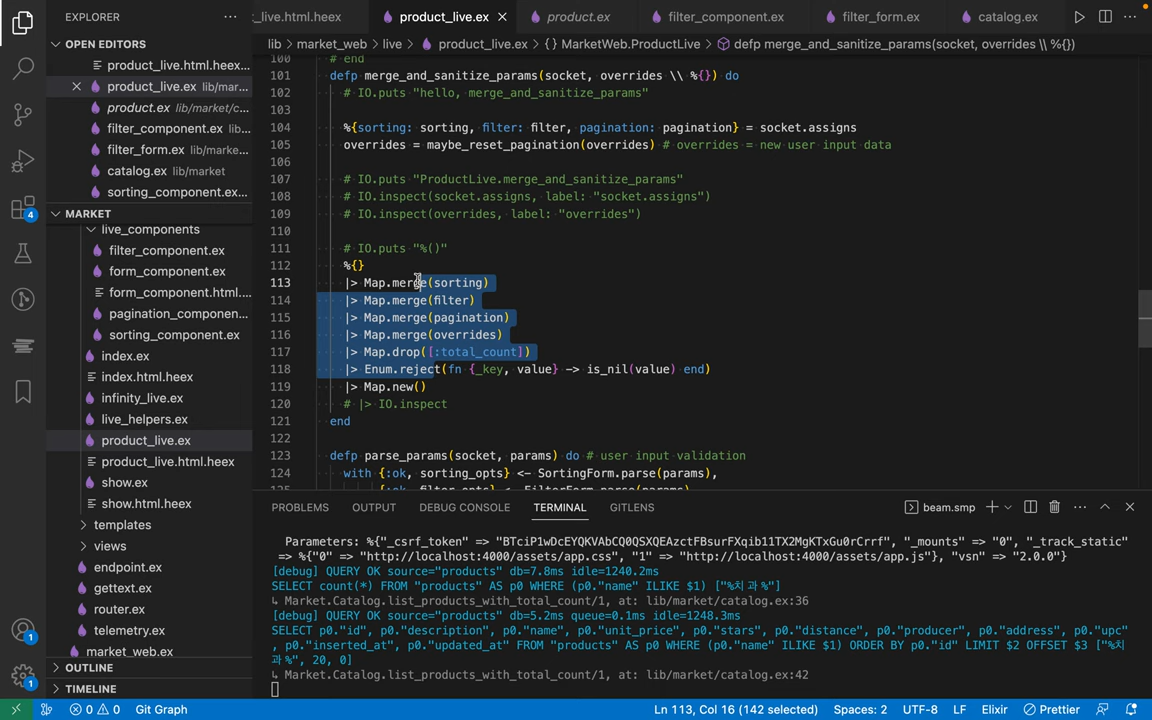 EXPLORER
_live.html.heex
product_live.ex
product.ex
filter_component.ex
filter_form.ex
catalog.ex
OPEN EDITORS
product_live.html.heex...
product_live.ex lib/mar...
product.ex lib/market/c...
filter_component.ex lib...
filter_form.ex lib/marke...
catalog.ex lib/market
sorting_component.ex...
MARKET
live_components
filter_component.ex
form_component.ex
form_component.html....
pagination_componen...
sorting_component.ex
index.ex
index.html.heex
infinity_live.ex
live_helpers.ex
product_live.ex
product_live.html.heex
show.ex
show.html.heex
templates
views
endpoint.ex
gettext.ex
router.ex
telemetry.ex
market_web.ex
OUTLINE
TIMELINE
4
1
1
lib > market_web > live > product_live.ex > {} MarketWeb.ProductLive > defp merge_and_sanitize_params(socket, overrides \\ %{})
100 # end
101 defp merge_and_sanitize_params(socket, overrides \\ %{}) do
102 # IO.puts "hello, merge_and_sanitize_params"
103
104 %{sorting: sorting, filter: filter, pagination: pagination} = socket.assigns
105 overrides = maybe_reset_pagination(overrides) # overrides = new user input data
106
107 # IO.puts "ProductLive.merge_and_sanitize_params"
108 # IO.inspect(socket.assigns, label: "socket.assigns")
109 # IO.inspect(overrides, label: "overrides")
110
111 # IO.puts "%()"
112 %{}
113 |> Map.merge(sorting)
114 |> Map.merge(filter)
115 |> Map.merge(pagination)
116 |> Map.merge(overrides)
117 |> Map.drop([:total_count])
118 |> Enum.reject(fn {_key, value} -> is_nil(value) end)
119 |> Map.new()
120 # |> IO.inspect
121 end
122
123 defp parse_params(socket, params) do # user input validation
124 with {:ok, sorting_opts} <- SortingForm.parse(params),
125 {:ok, filter_opts} <- FilterForm.parse(params)
PROBLEMS OUTPUT DEBUG CONSOLE TERMINAL GITLENS
beam.smp
Parameters: %{"_csrf_token" => "BTCiP1wDcEYQKVAbCQ0QSXQEAzctFBsurFXqib11TX2MgKTxGu0rCrrf", "_mounts" => "0", "_track_static"
=> %{"0" => "http://localhost:4000/assets/app.css", "1" => "http://localhost:4000/assets/app.js"}, "vsn" => "2.0.0"}
[debug] QUERY OK source="products" db=7.8ms idle=1240.2ms
SELECT count(*) FROM "products" AS p0 WHERE (p0."name" ILIKE $1) ["%치과%"]
↳ Market.Catalog.list_products_with_total_count/1, at: lib/market/catalog.ex:36
[debug] QUERY OK source="products" db=5.2ms queue=0.1ms idle=1248.3ms
SELECT p0."id", p0."description", p0."name", p0."unit_price", p0."stars", p0."distance", p0."producer", p0."address", p0."upc"
, p0."inserted_at", p0."updated_at" FROM "products" AS p0 WHERE (p0."name" ILIKE $1) ORDER BY p0."id" LIMIT $2 OFFSET $3 ["%치
과%", 20, 0]
↳ Market.Catalog.list_products_with_total_count/1, at: lib/market/catalog.ex:42
0 0 Git Graph
Ln 113, Col 16 (142 selected) Spaces: 2 UTF-8 LF Elixir Prettier